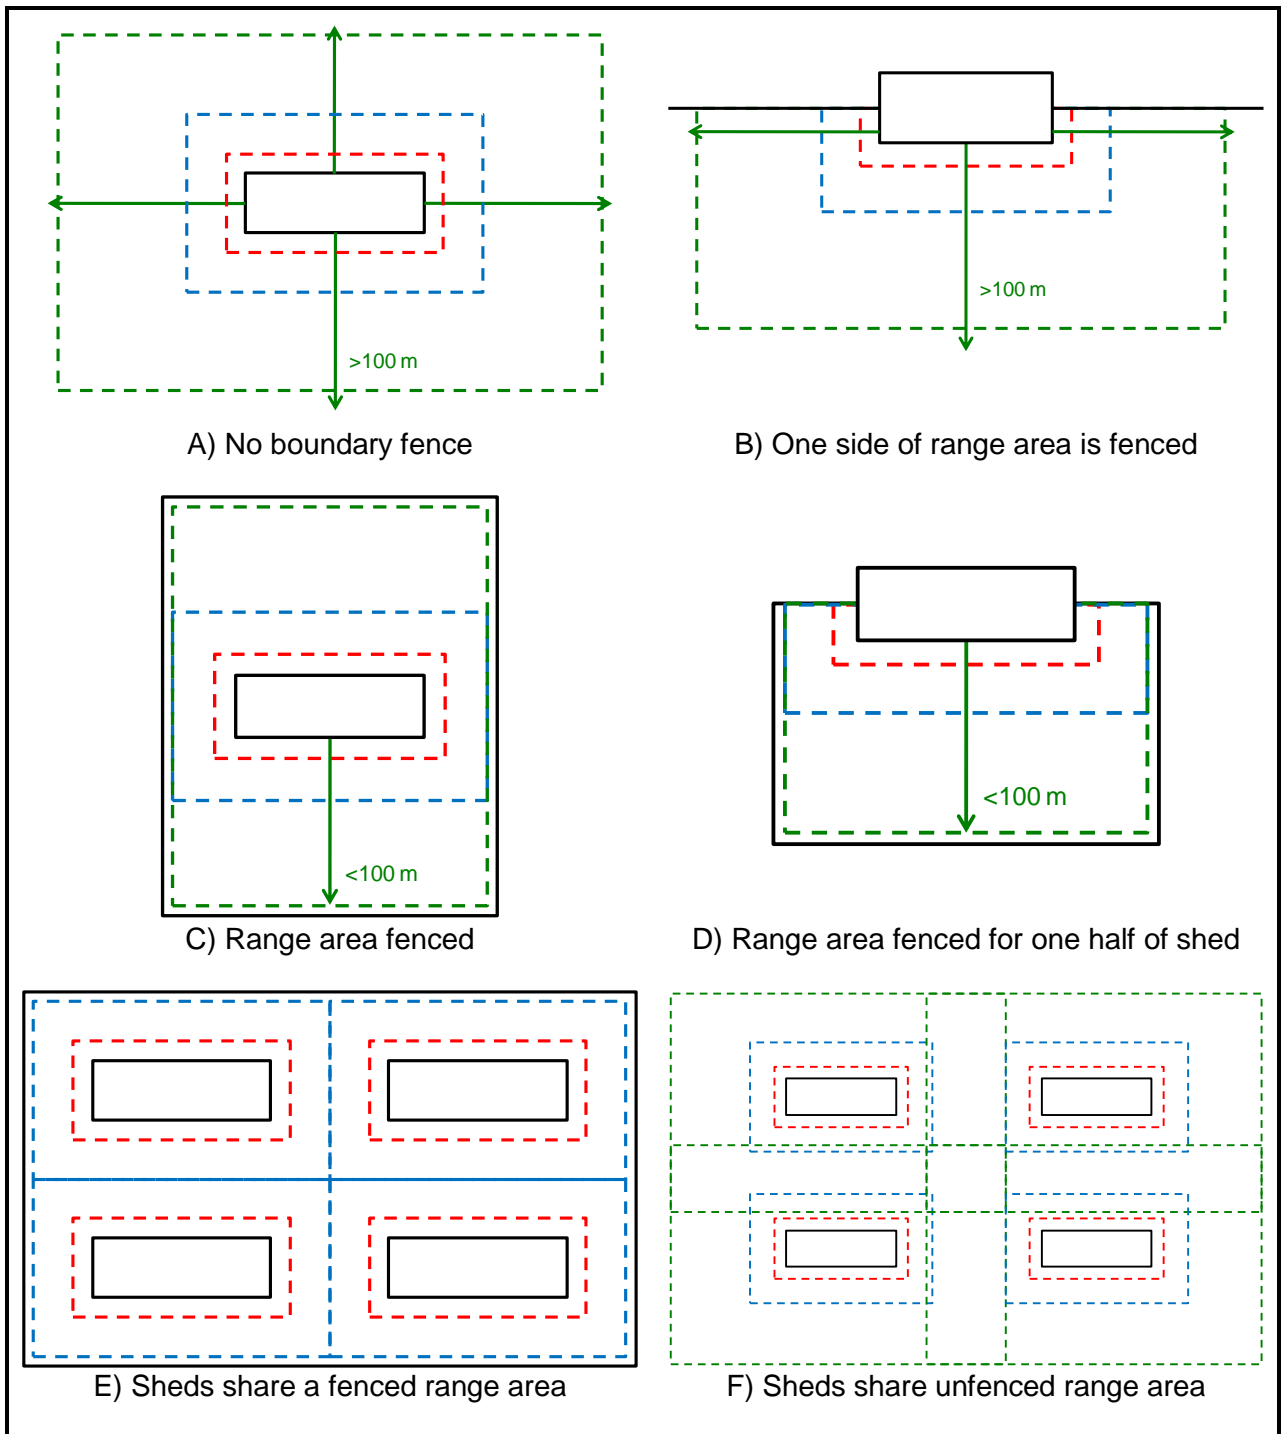 >100 m
>100 m
A) No boundary fence
B) One side of range area is fenced
<100 m
<100 m
C) Range area fenced
D) Range area fenced for one half of shed
E) Sheds share a fenced range area
F) Sheds share unfenced range area